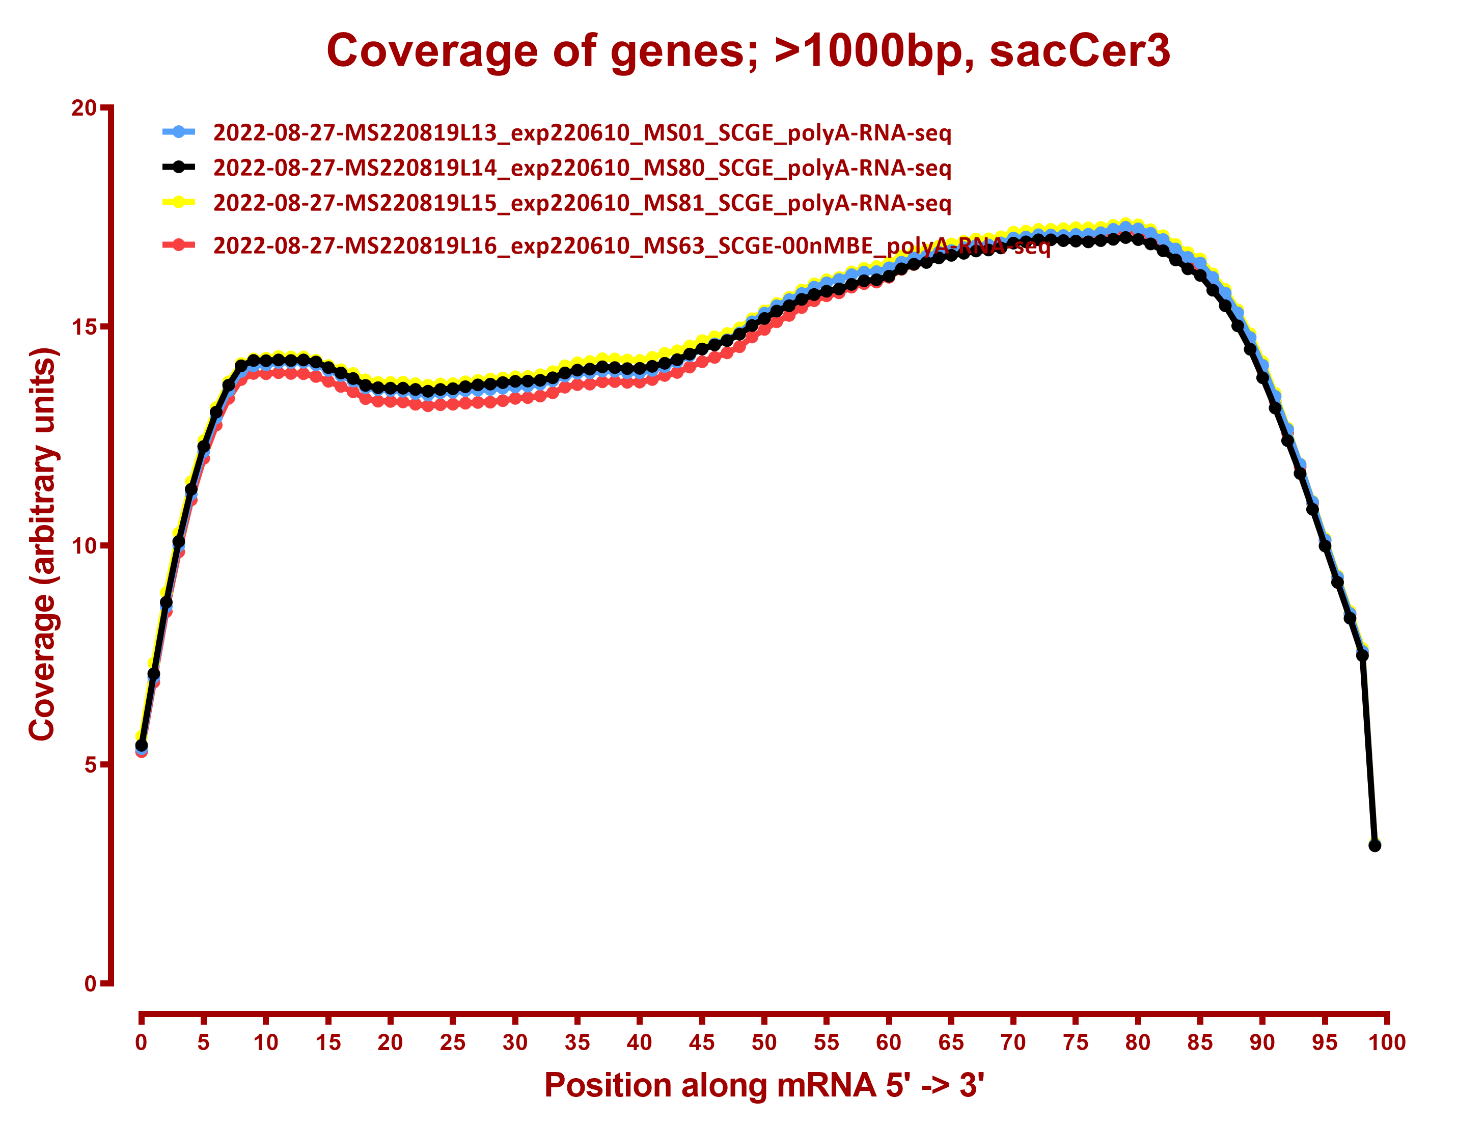 Coverage of genes; >1000bp, sacCer3
2022-08-27-MS220819L13_exp220610_MS01_SCGE_polyA-RNA-seq
2022-08-27-MS220819L14_exp220610_MS80_SCGE_polyA-RNA-seq
2022-08-27-MS220819L15_exp220610_MS81_SCGE_polyA-RNA-seq
2022-08-27-MS220819L16_exp220610_MS63_SCGE-00nMBE_polyA-RNA-seq
Coverage (arbitrary units)
20
15
10
5
0
0 5 10 15 20 25 30 35 40 45 50 55 60 65 70 75 80 85 90 95 100
Position along mRNA 5' -> 3'